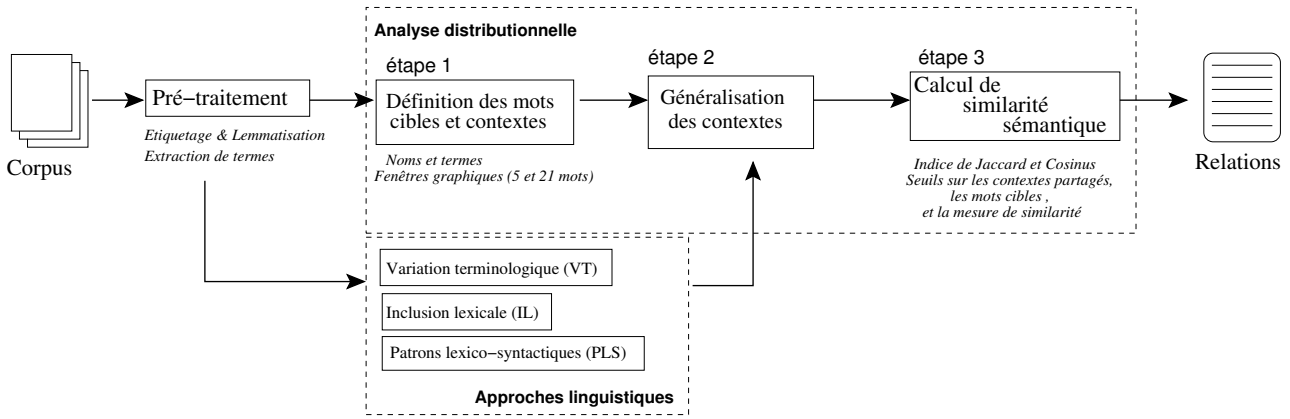 Corpus
Pré−traitement
Etiquetage & Lemmatisation
Extraction de termes
Analyse distributionnelle
étape 1
Définition des mots
cibles et contextes
Noms et termes
Fenêtres graphiques (5 et 21 mots)
étape 2
Généralisation
des contextes
étape 3
Calcul de
similarité
sémantique
Indice de Jaccard et Cosinus
Seuils sur les contextes partagés,
les mots cibles ,
et la mesure de similarité
Relations
Variation terminologique (VT)
Inclusion lexicale (IL)
Patrons lexico−syntactiques (PLS)
Approches linguistiques